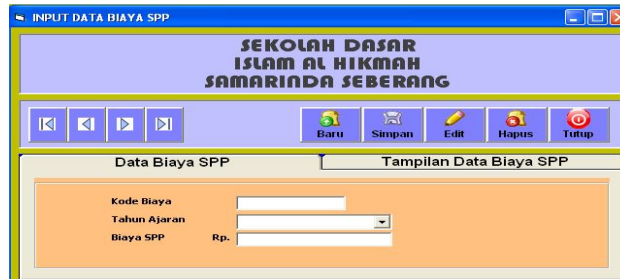 INPUT DATA BIAYA SPP
SEKOLAH DASAR
ISLAM AL HIKMAH
SAMARINDA SEBERANG
Baru Simpan Edit Hapus Tutup
Data Biaya SPP Tampilan Data Biaya SPP
Kode Biaya
Tahun Ajaran
Biaya SPP Rp.